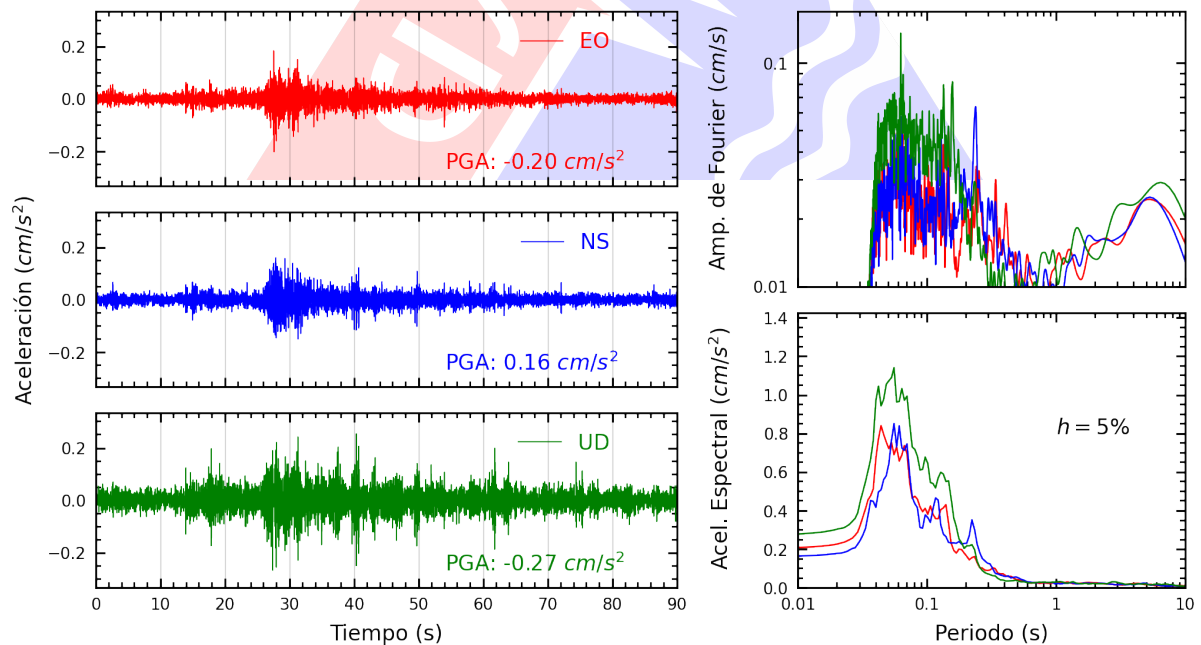 Aceleración (cm/s²)
0.2
0.0
−0.2
EO
PGA: -0.20 cm/s²
0.2
0.0
−0.2
NS
PGA: 0.16 cm/s²
0.2
0.0
−0.2
UD
PGA: -0.27 cm/s²
0 10 20 30 40 50 60 70 80 90
Tiempo (s)
Amp. de Fourier (cm/s)
0.1
0.01
Acel. Espectral (cm/s²)
1.4
1.2
1.0
0.8
0.6
0.4
0.2
0.0
h = 5%
0.01 0.1 1 10
Periodo (s)